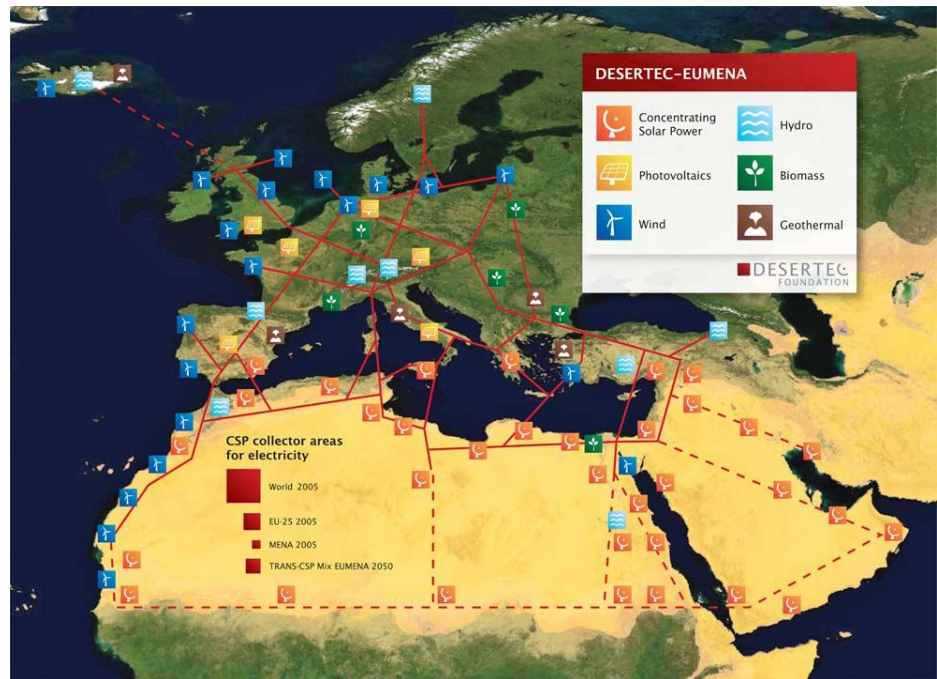 DESERTEC-EUMENA
Concentrating
Solar Power
Hydro
Photovoltaics
Biomass
Wind
Geothermal
DESERTEC
FOUNDATION
CSP collector areas
for electricity
World 2005
EU-25 2005
MENA 2005
TRANS-CSP Mix EUMENA 2050